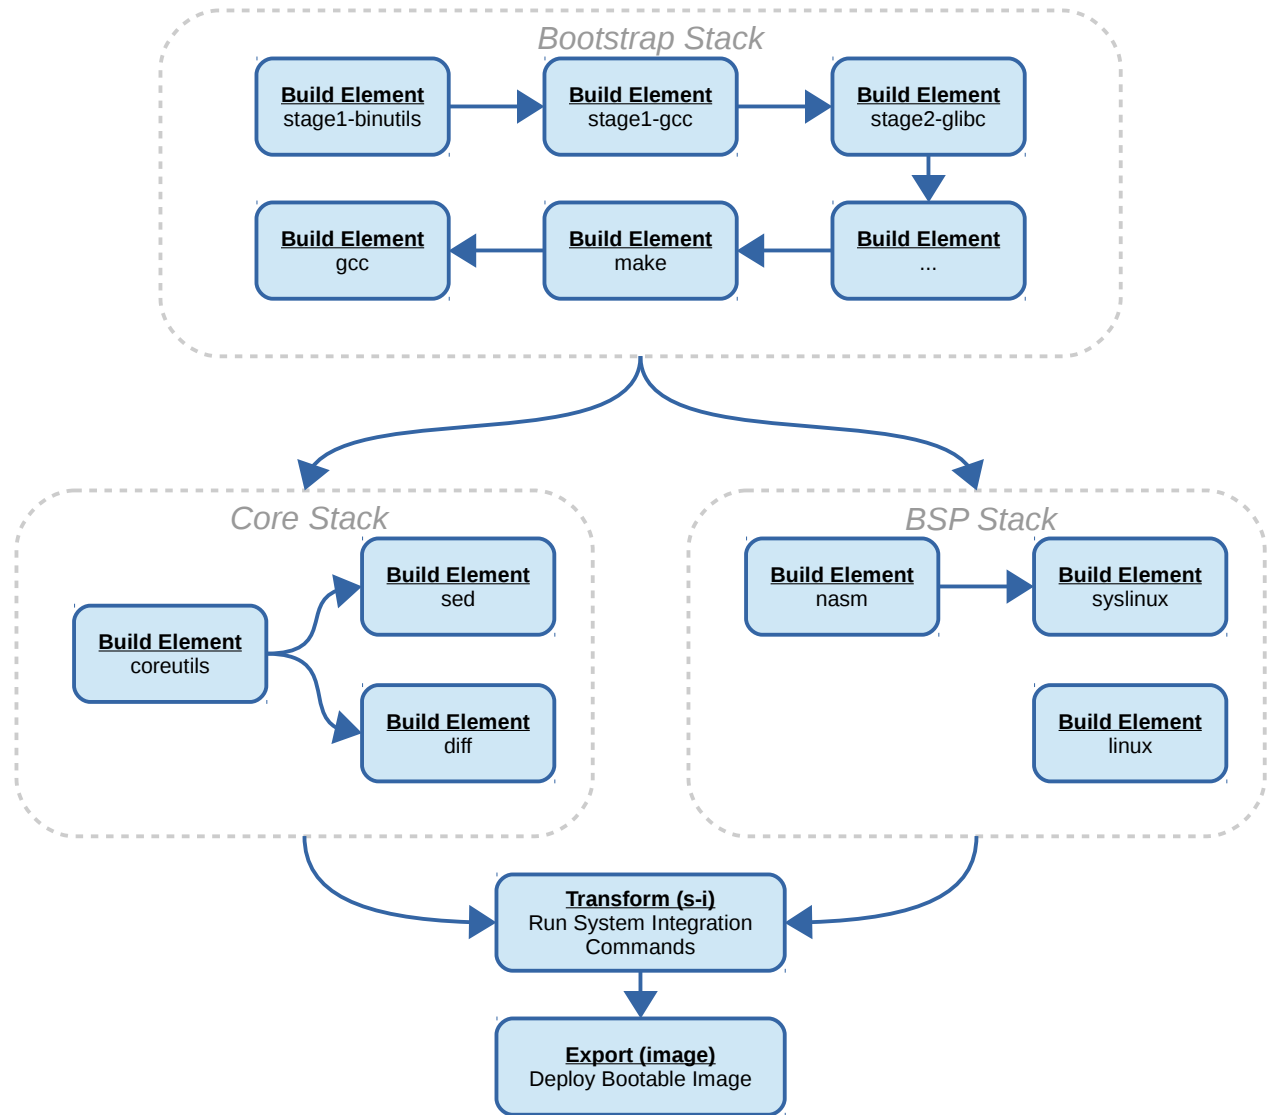 Bootstrap Stack
Build Element
stage1-binutils
Build Element
stage1-gcc
Build Element
stage2-glibc
Build Element
gcc
Build Element
make
Build Element
...
Core Stack
Build Element
sed
Build Element
coreutils
Build Element
diff
BSP Stack
Build Element
nasm
Build Element
syslinux
Build Element
linux
Transform (s-i)
Run System Integration
Commands
Export (image)
Deploy Bootable Image